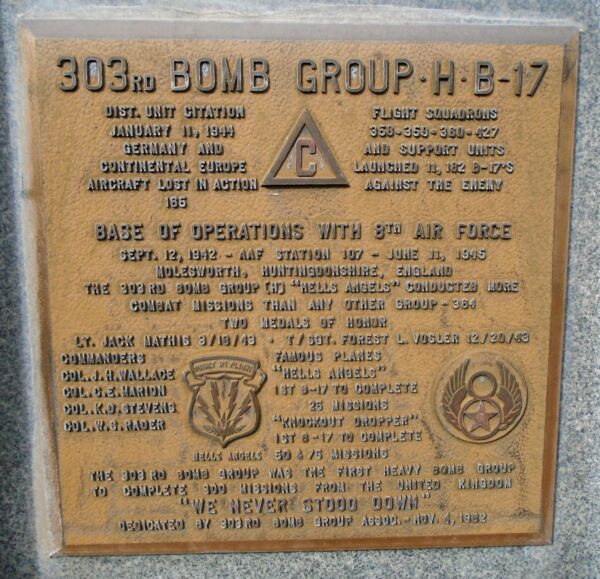 303RD BOMB GROUP·H·B-17
DIST. UNIT CITATION
JANUARY 11, 1944
GERMANY AND
CONTINENTAL EUROPE
AIRCRAFT LOST IN ACTION
165
C
FLIGHT SQUADRONS
358·359·360·427
AND SUPPORT UNITS
LAUNCHED 11,182 B-17'S
AGAINST THE ENEMY
BASE OF OPERATIONS WITH 8TH AIR FORCE
SEPT. 12, 1942 - AAF STATION 107 - JUNE 11, 1945
MOLESWORTH, HUNTINGDONSHIRE, ENGLAND
THE 303RD BOMB GROUP (H) "HELLS ANGELS" CONDUCTED MORE
COMBAT MISSIONS THAN ANY OTHER GROUP - 364
TWO MEDALS OF HONOR
LT. JACK MATHIS 3/18/43 · T/SGT. FOREST L. VOSLER 12/20/43
COMMANDERS
COL. J. H. WALLACE
COL. C. E. MARION
COL. K. D. STEVENS
COL. W. S. RADER
MIGHT IN FLIGHT
HELLS ANGELS
FAMOUS PLANES
"HELLS ANGELS"
1ST B-17 TO COMPLETE
25 MISSIONS
"KNOCKOUT DROPPER"
1ST B-17 TO COMPLETE
50 & 75 MISSIONS
8
THE 303RD BOMB GROUP WAS THE FIRST HEAVY BOMB GROUP
TO COMPLETE 300 MISSIONS FROM THE UNITED KINGDOM
"WE NEVER STOOD DOWN"
DEDICATED BY 303RD BOMB GROUP ASSOC.- NOV. 4, 1982